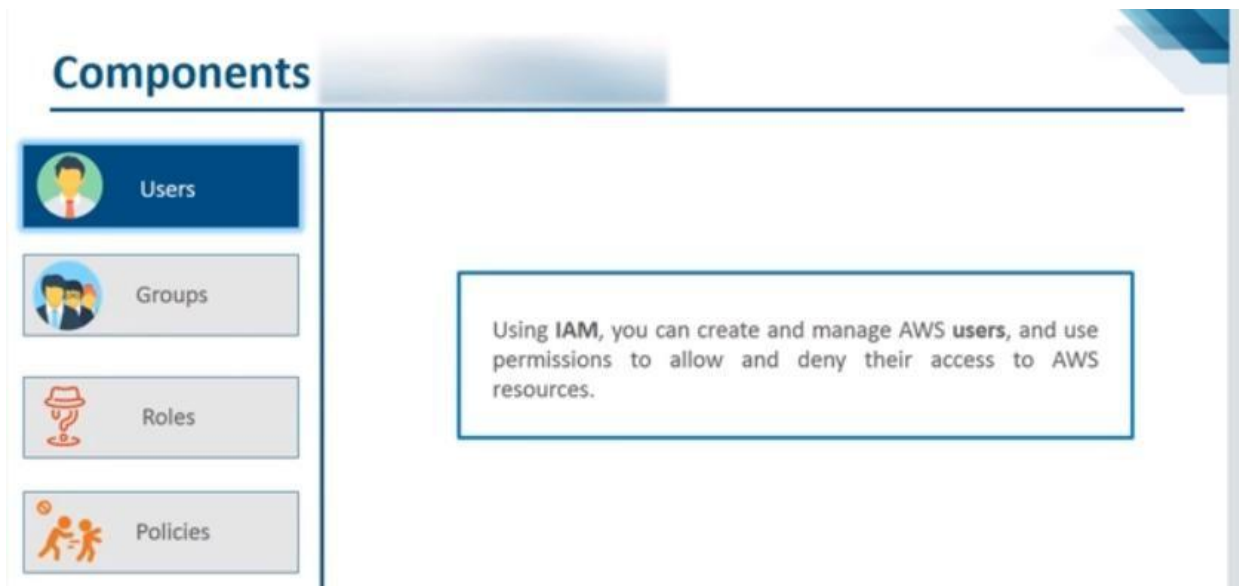 Components
Users
Groups
Roles
Policies
Using IAM, you can create and manage AWS users, and use
permissions to allow and deny their access to AWS
resources.